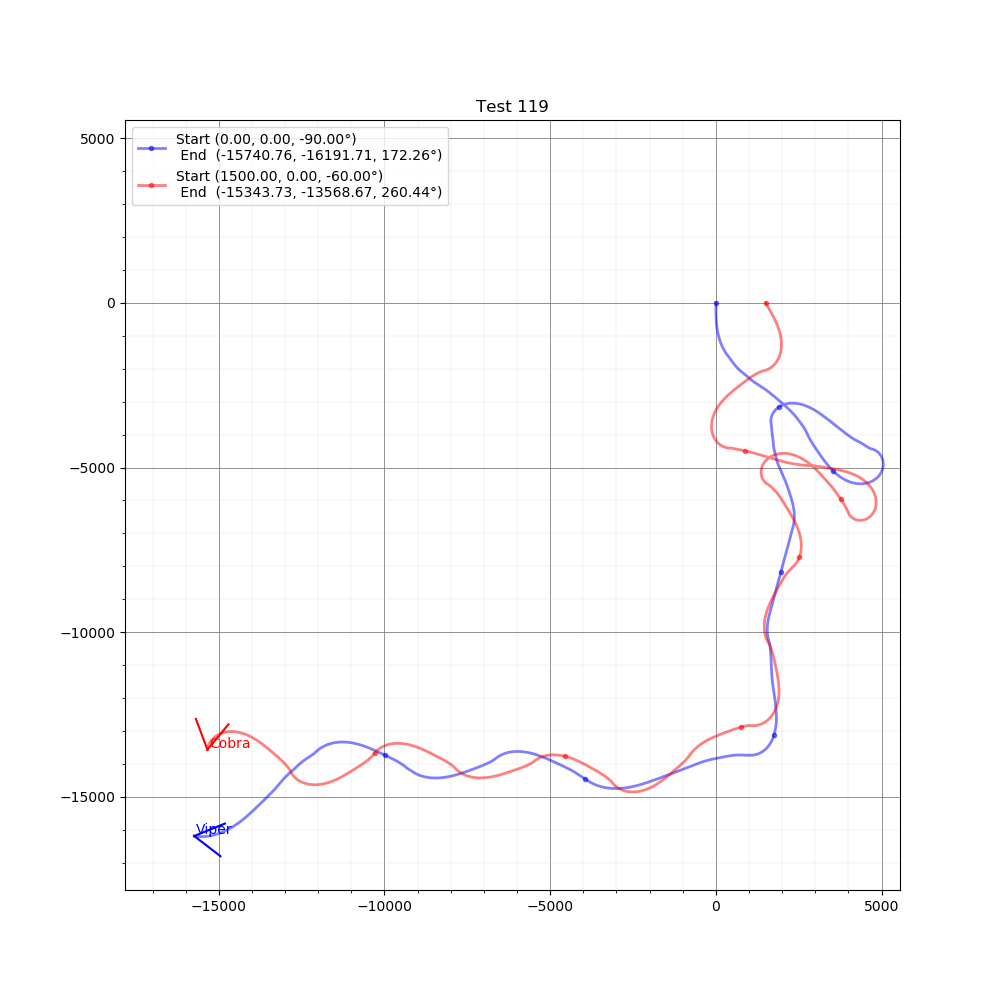 Test 119
Start (0.00, 0.00, -90.00°)
End  (-15740.76, -16191.71, 172.26°)
Start (1500.00, 0.00, -60.00°)
End  (-15343.73, -13568.67, 260.44°)
5000
0
−5000
−10000
−15000
Cobra
Viper
−15000
−10000
−5000
0
5000